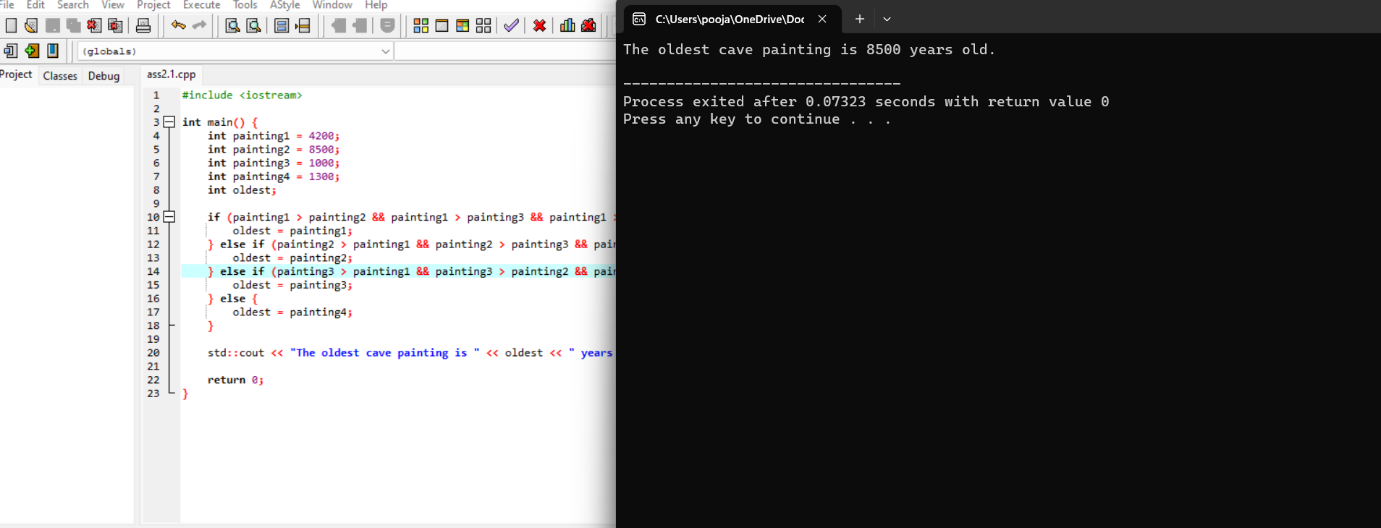 File Edit Search View Project Execute Tools AStyle Window Help
(globals)
Project Classes Debug
ass2.1.cpp
1 #include <iostream>
2
3 int main() {
4 int painting1 = 4200;
5 int painting2 = 8500;
6 int painting3 = 1000;
7 int painting4 = 1300;
8 int oldest;
9
10 if (painting1 > painting2 && painting1 > painting3 && painting1 >
11 oldest = painting1;
12 } else if (painting2 > painting1 && painting2 > painting3 && pain
13 oldest = painting2;
14 } else if (painting3 > painting1 && painting3 > painting2 && pain
15 oldest = painting3;
16 } else {
17 oldest = painting4;
18 }
19
20 std::cout << "The oldest cave painting is " << oldest << " years
21
22 return 0;
23 }
C:\Users\pooja\OneDrive\Doc
The oldest cave painting is 8500 years old.
--------------------------------
Process exited after 0.07323 seconds with return value 0
Press any key to continue . . .